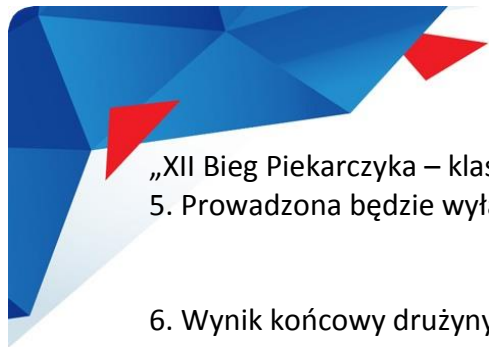 „XII Bieg Piekarczyka – klas
5. Prowadzona będzie wył
6. Wynik końcowy drużyny